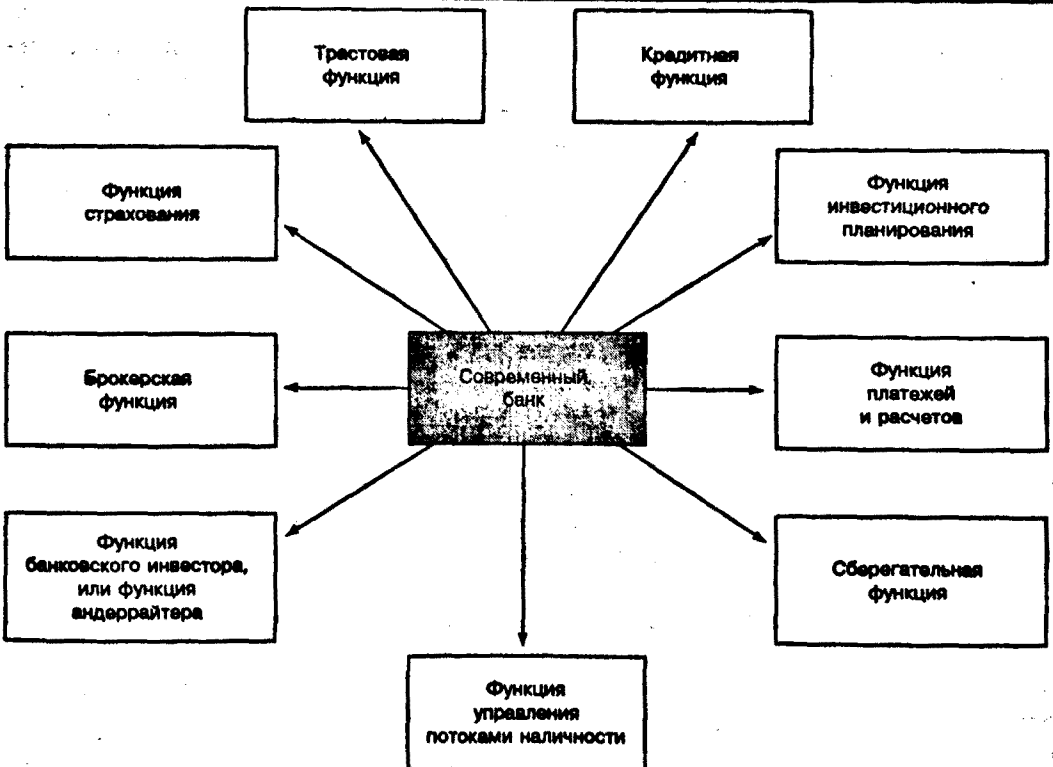 Трастовая
функция
Кредитная
функция
Функция
страхования
Функция
инвестиционного
планирования
Брокерская
функция
Современный
банк
Функция
платежей
и расчетов
Функция
банковского инвестора,
или функция
андеррайтера
Сберегательная
функция
Функция
управления
потоками наличности